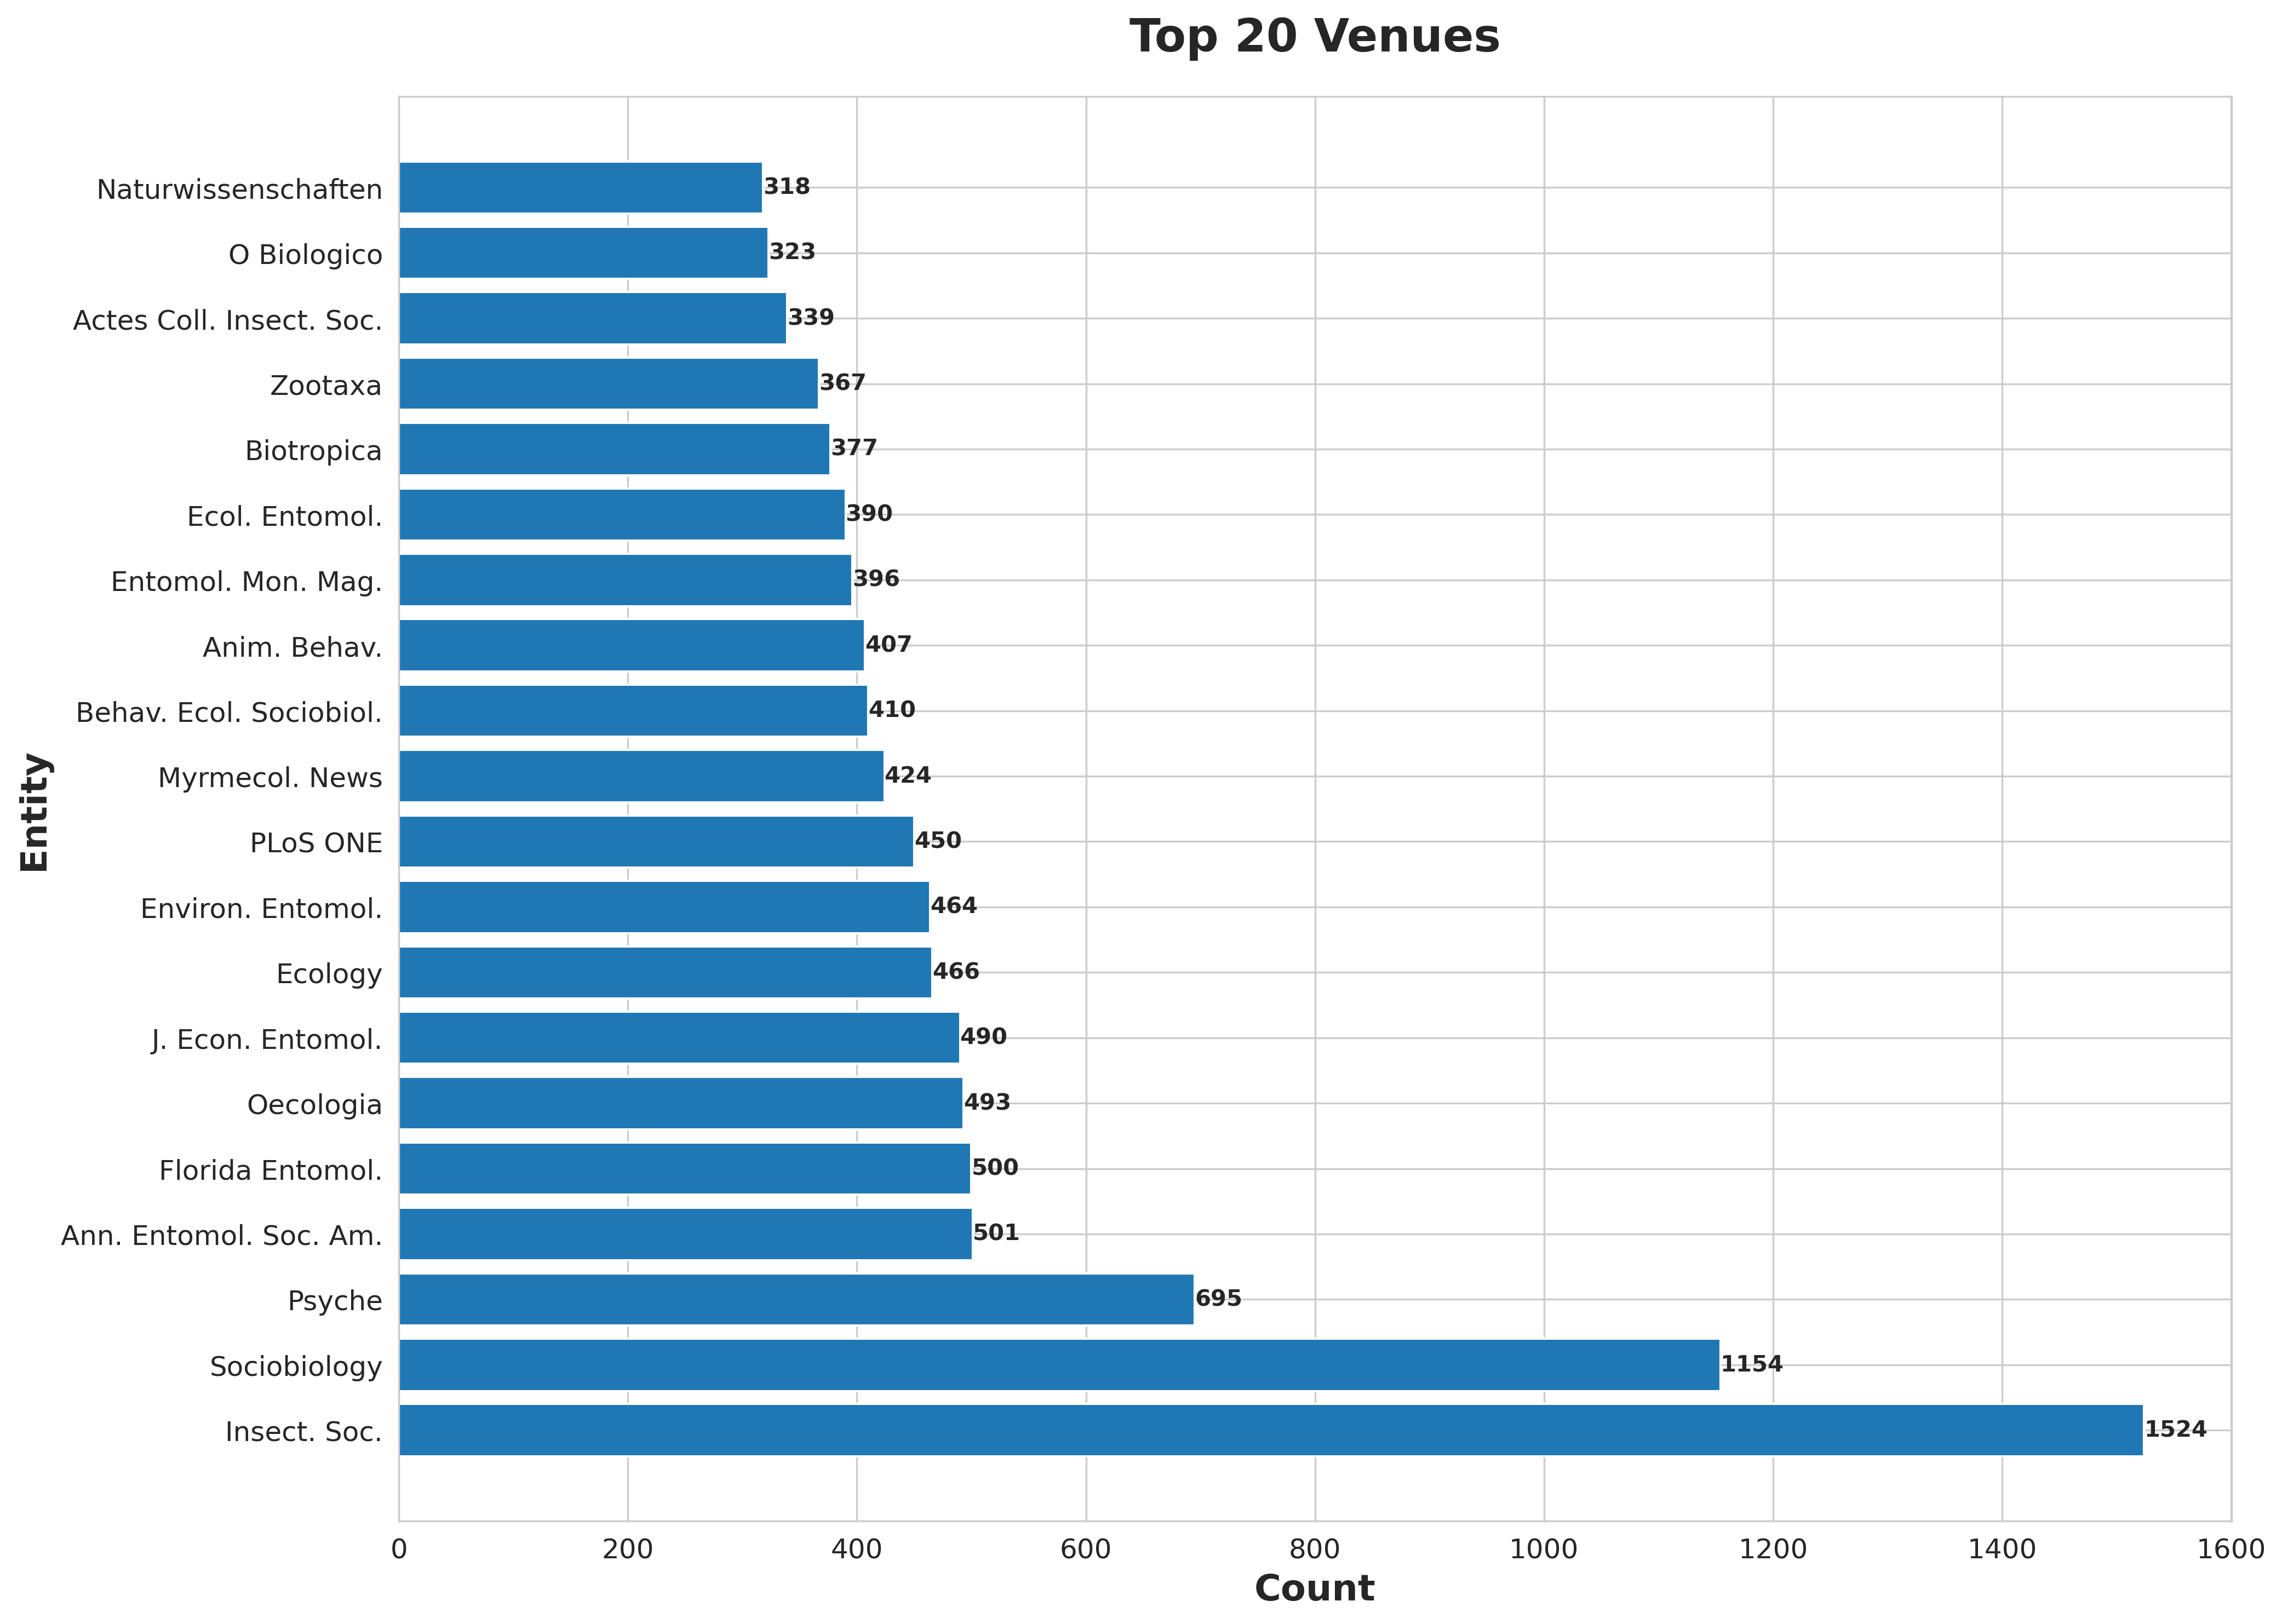 Top 20 Venues
Entity
Naturwissenschaften 318
O Biologico 323
Actes Coll. Insect. Soc. 339
Zootaxa 367
Biotropica 377
Ecol. Entomol. 390
Entomol. Mon. Mag. 396
Anim. Behav. 407
Behav. Ecol. Sociobiol. 410
Myrmecol. News 424
PLoS ONE 450
Environ. Entomol. 464
Ecology 466
J. Econ. Entomol. 490
Oecologia 493
Florida Entomol. 500
Ann. Entomol. Soc. Am. 501
Psyche 695
Sociobiology 1154
Insect. Soc. 1524
0 200 400 600 800 1000 1200 1400 1600
Count